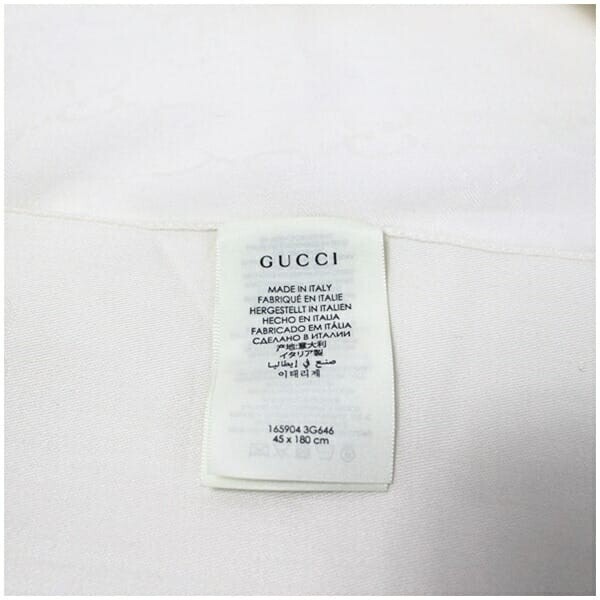 GUCCI
MADE IN ITALY
FABRIQUÉ EN ITALIE
HERGESTELLT IN ITALIEN
HECHO EN ITALIA
FABRICADO EM ITÁLIA
СДЕЛАНО В ИТАЛИИ
产地:意大利
イタリア製
صنع في إيطاليا
이태리제
165904 3G646
45 x 180 cm